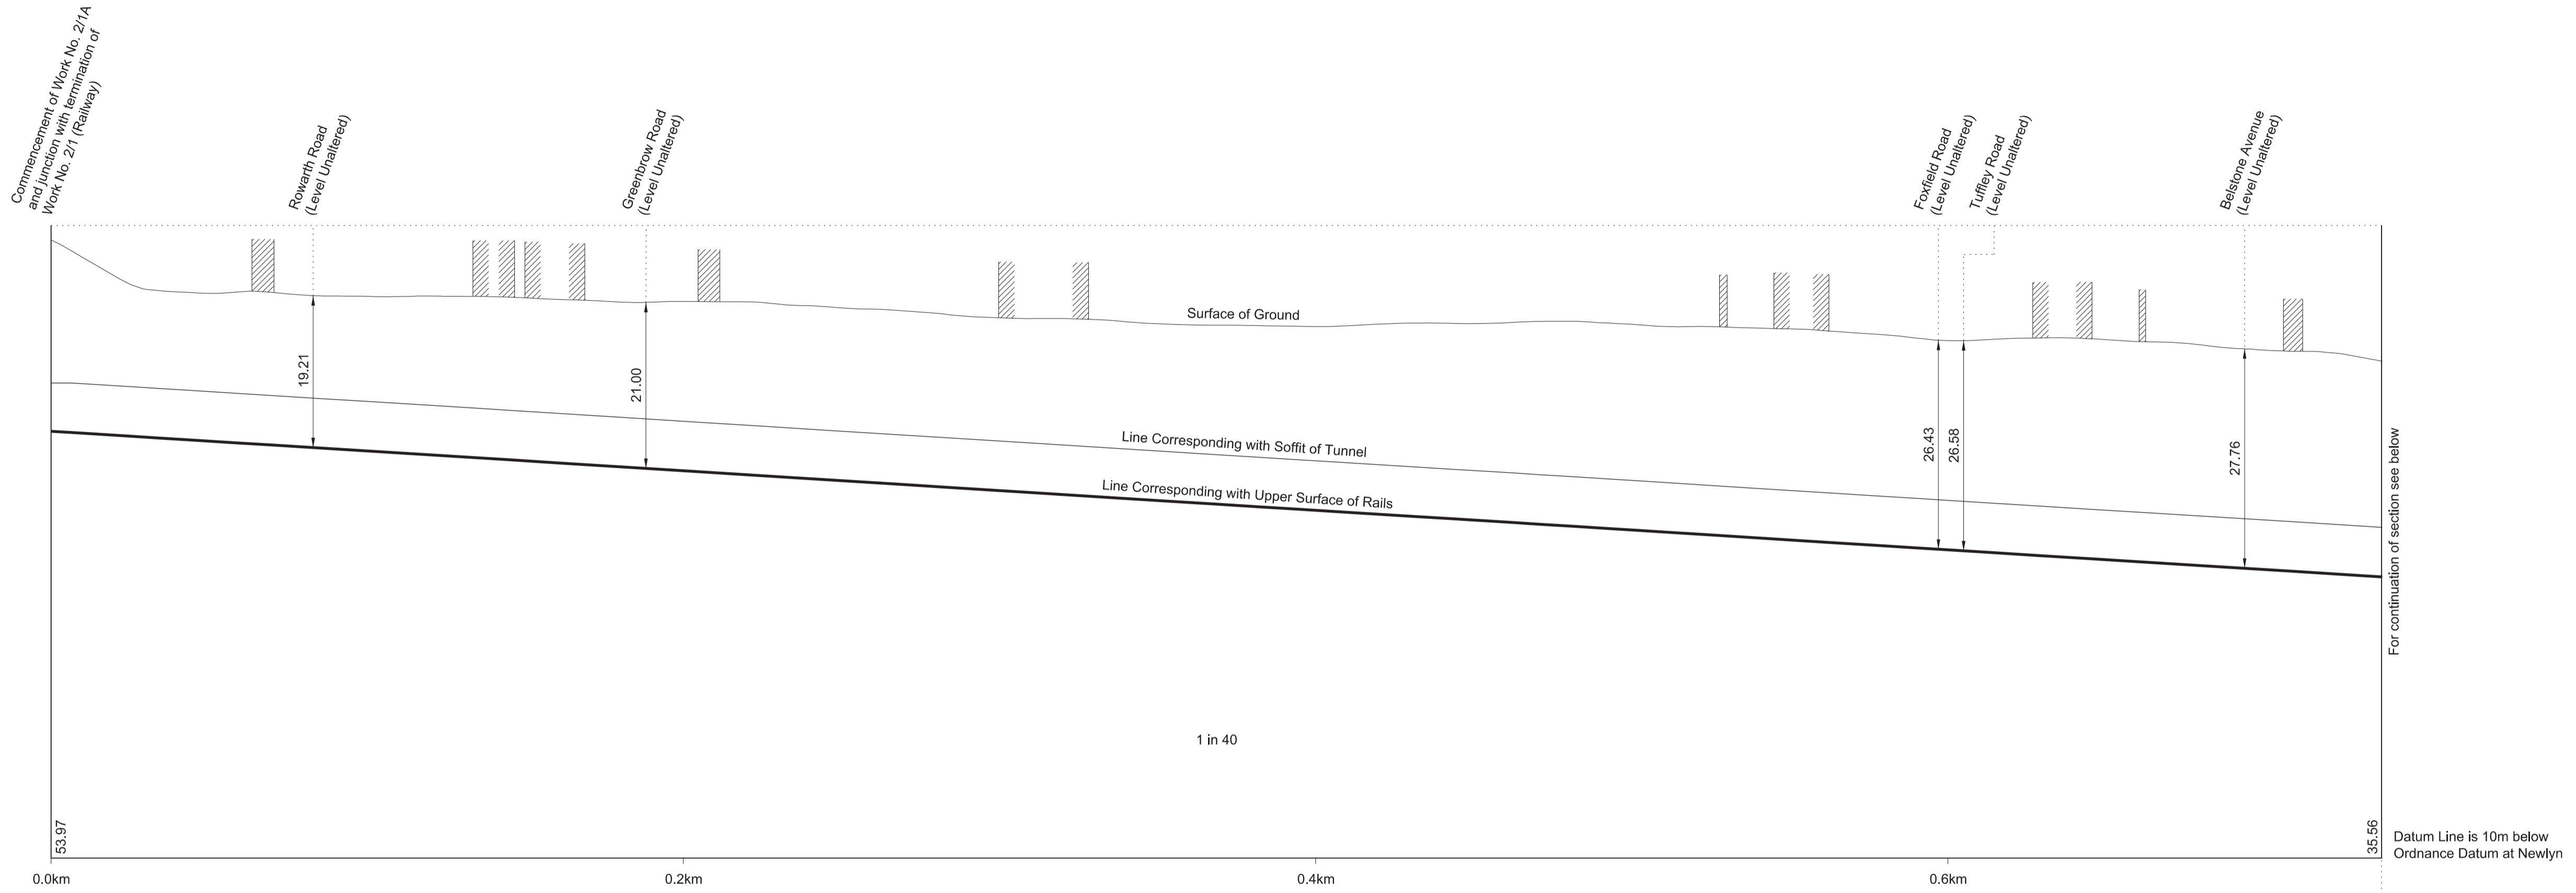 Commencement of Work No. 2/1A
and junction with termination of
Work No. 2/1 (Railway)
Rowarth Road
(Level Unaltered)
Greenbrow Road
(Level Unaltered)
Foxfield Road
(Level Unaltered)
Tuffley Road
(Level Unaltered)
Belstone Avenue
(Level Unaltered)
Surface of Ground
19.21
21.00
26.43
26.58
27.76
Line Corresponding with Soffit of Tunnel
Line Corresponding with Upper Surface of Rails
For continuation of section see below
1 in 40
53.97
35.56
Datum Line is 10m below
Ordnance Datum at Newlyn
0.0km
0.2km
0.4km
0.6km